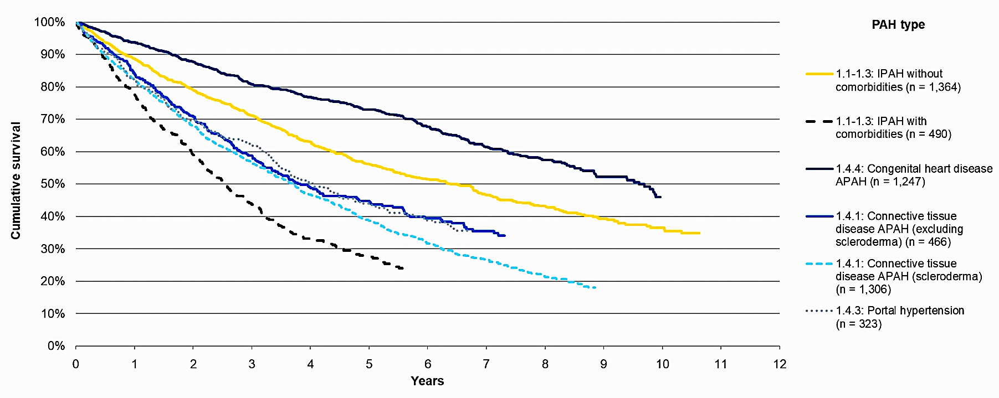 100%
90%
80%
70%
60%
50%
40%
30%
20%
10%
0%
Cumulative survival
0 1 2 3 4 5 6 7 8 9 10 11 12
Years
PAH type
1.1-1.3: IPAH without
comorbidities (n = 1,364)
1.1-1.3: IPAH with
comorbidities (n = 490)
1.4.4: Congenital heart disease
APAH (n = 1,247)
1.4.1: Connective tissue
disease APAH (excluding
scleroderma) (n = 466)
1.4.1: Connective tissue
disease APAH (scleroderma)
(n = 1,306)
1.4.3: Portal hypertension
(n = 323)